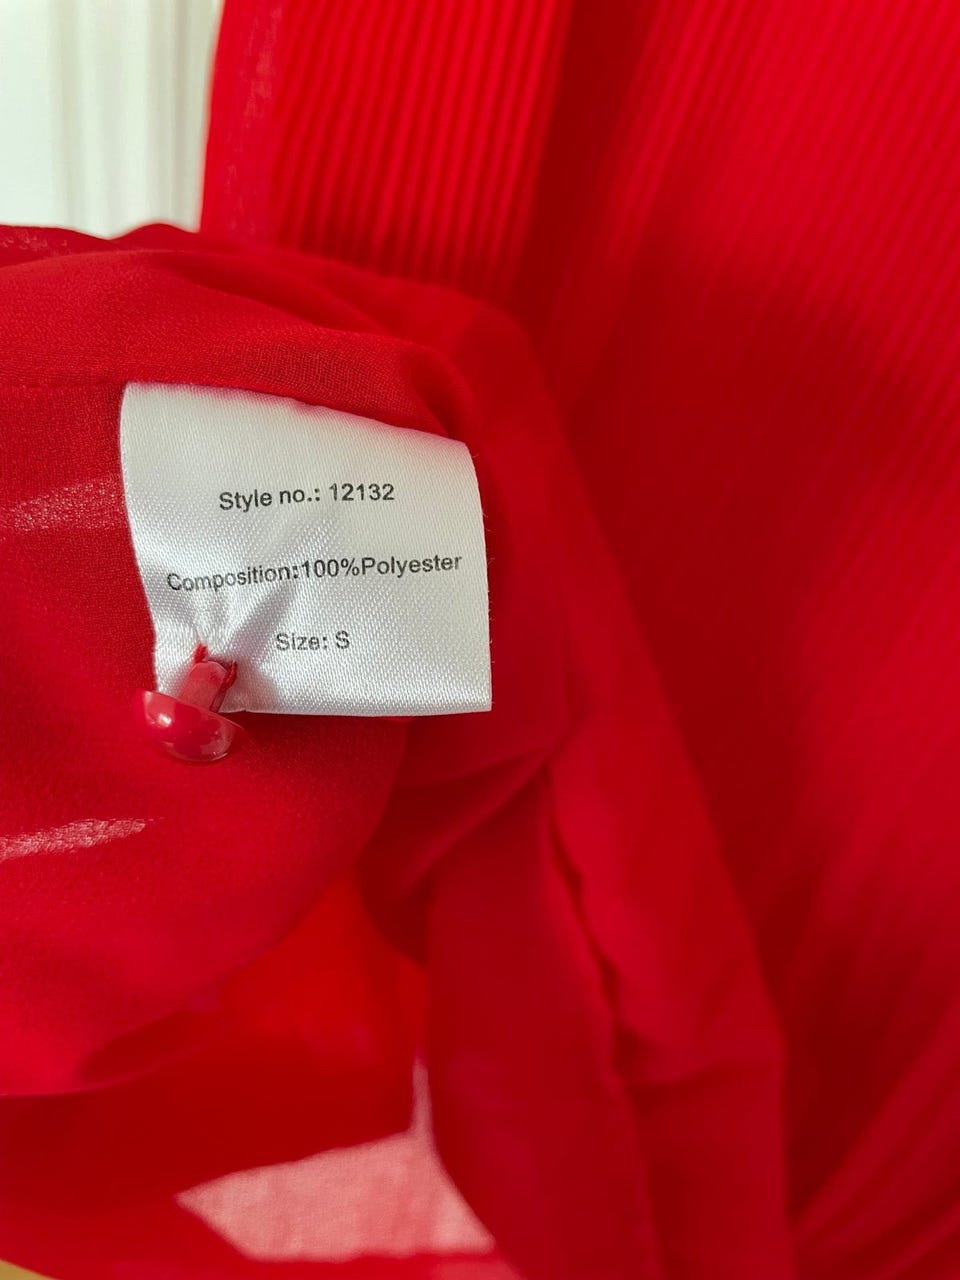 Style no.: 12132
Composition:100%Polyester
Size: S